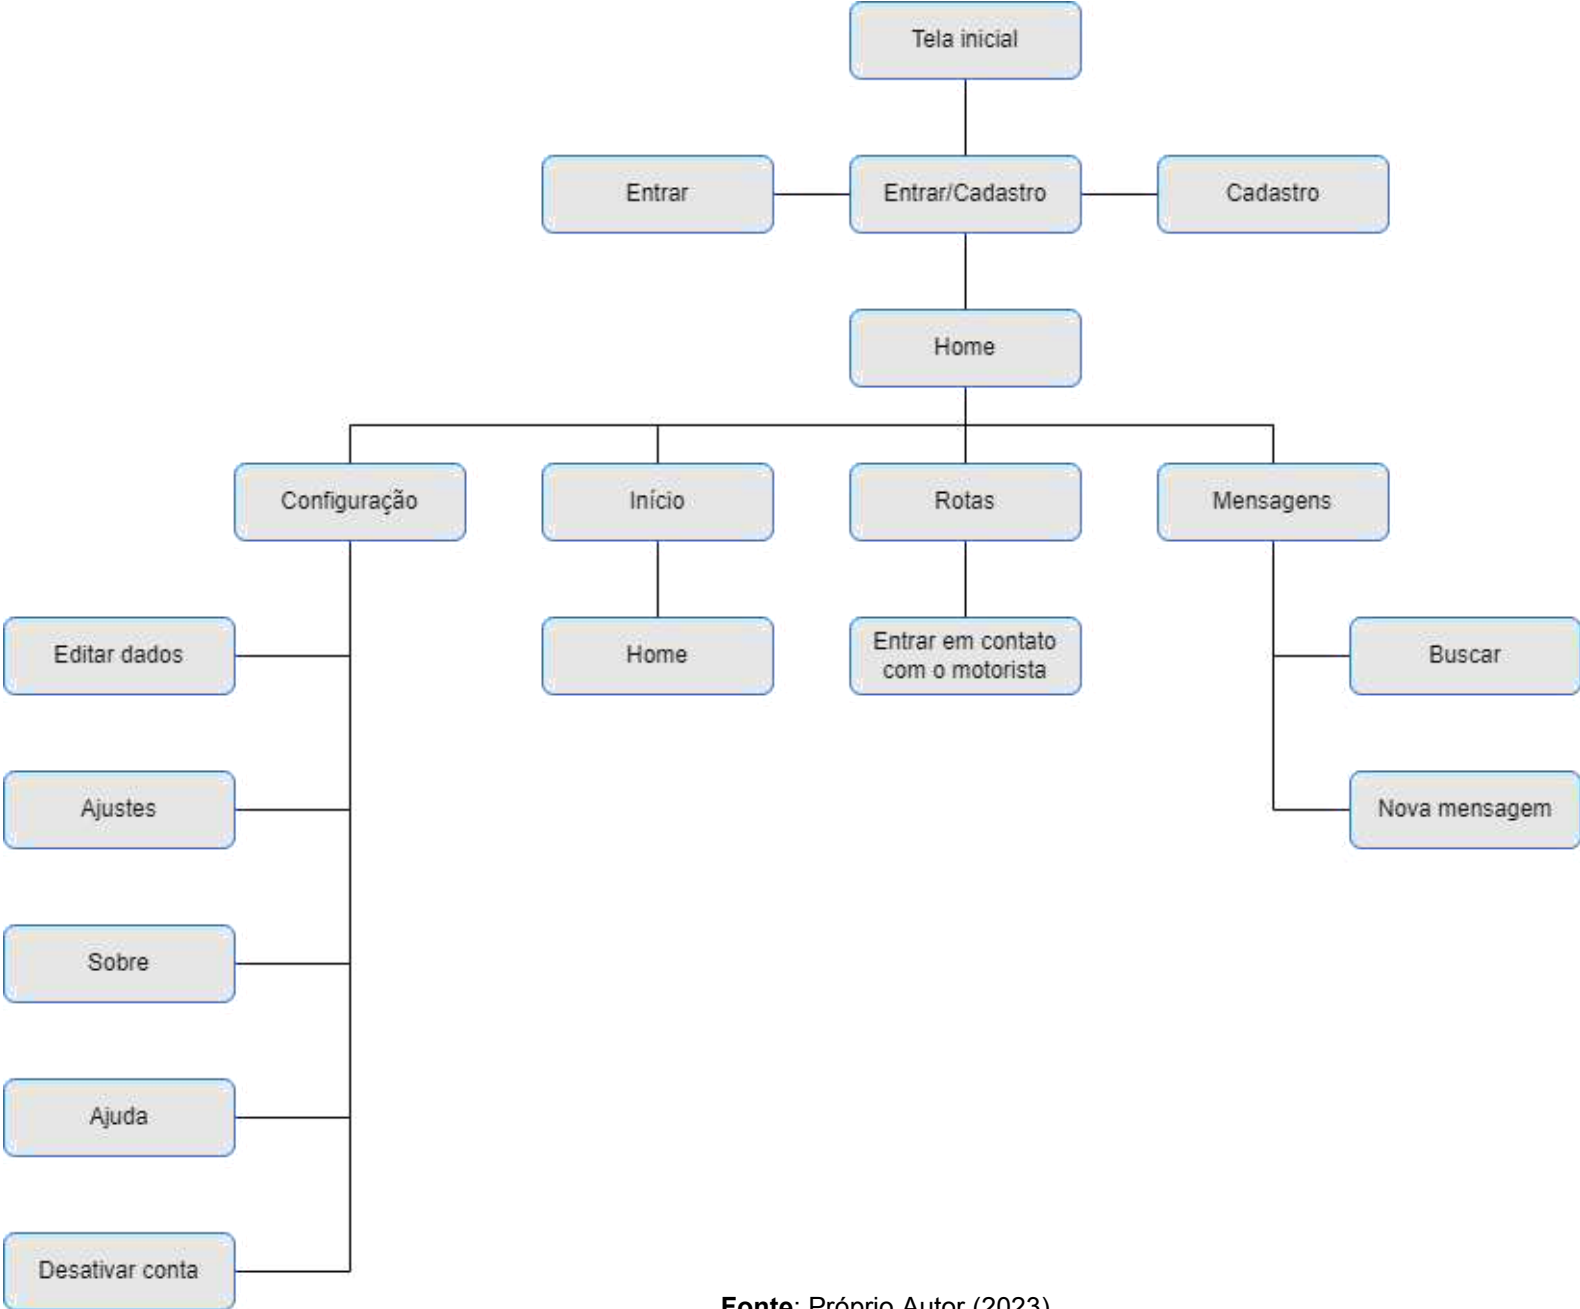 Tela inicial
Entrar
Entrar/Cadastro
Cadastro
Home
Configuração
Início
Rotas
Mensagens
Editar dados
Home
Entrar em contato
com o motorista
Buscar
Ajustes
Nova mensagem
Sobre
Ajuda
Desativar conta
Fonte: Próprio Autor (2023)